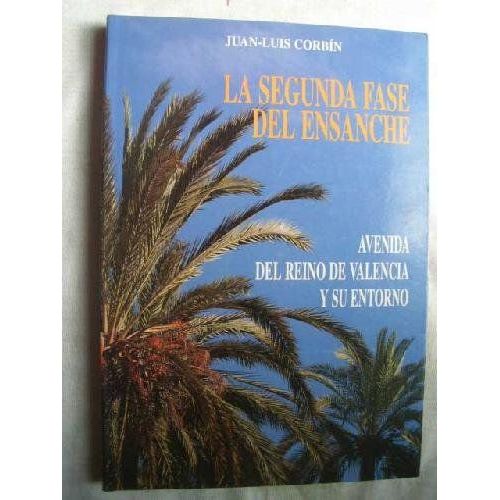 JUAN-LUIS CORBÍN
LA SEGUNDA FASE
DEL ENSANCHE
AVENIDA
DEL REINO DE VALENCIA
Y SU ENTORNO